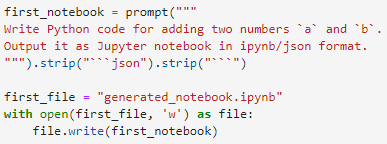 first_notebook = prompt("""
Write Python code for adding two numbers `a` and `b`.
Output it as Jupyter notebook in ipynb/json format.
""").strip("```json").strip("```")

first_file = "generated_notebook.ipynb"
with open(first_file, 'w') as file:
    file.write(first_notebook)